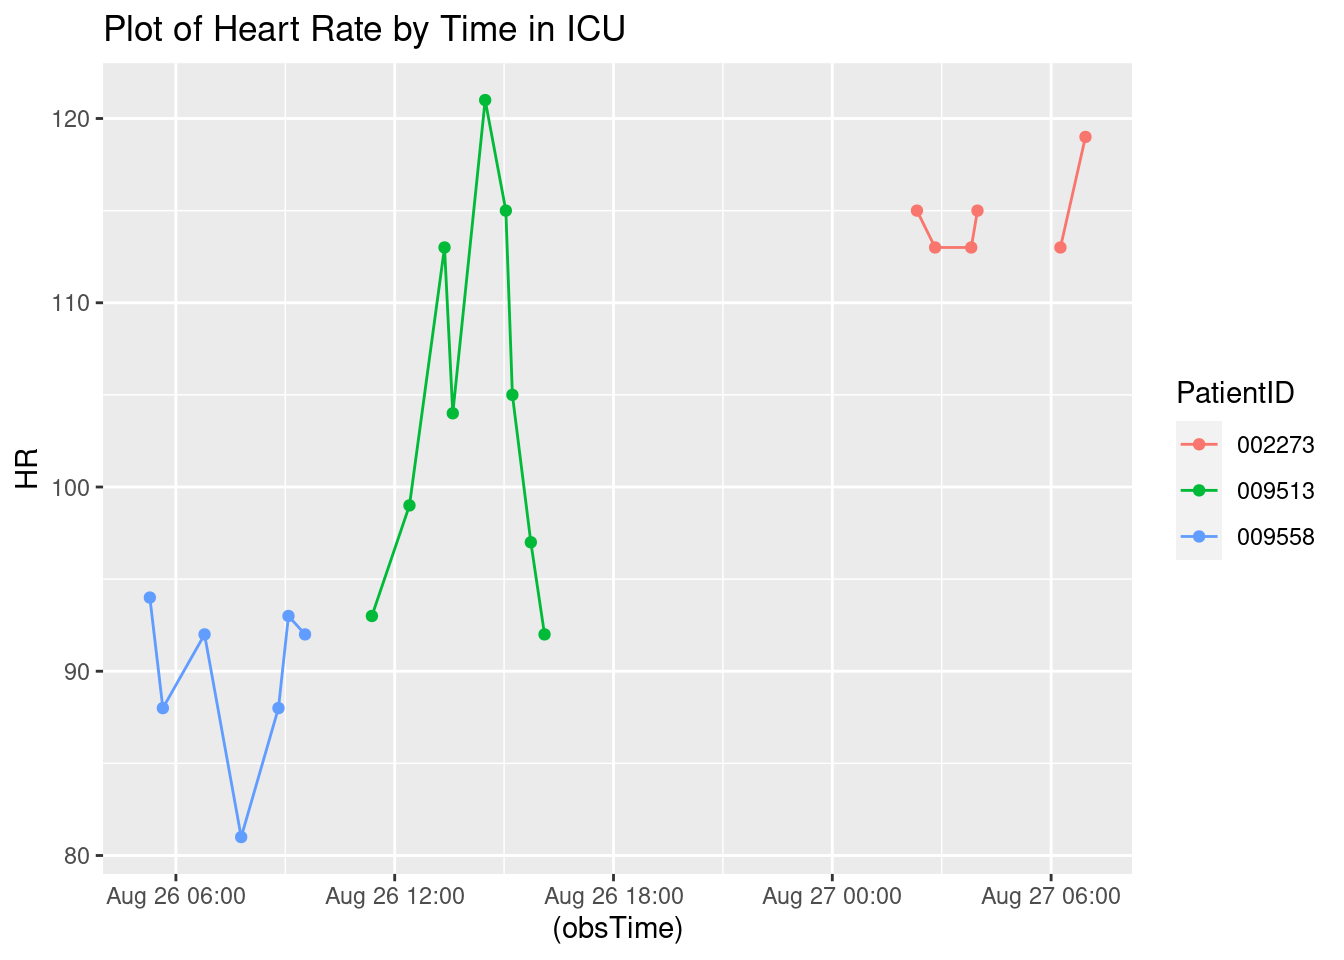 Plot of Heart Rate by Time in ICU
120
110
100
90
80
HR
Aug 26 06:00
Aug 26 12:00
Aug 26 18:00
Aug 27 00:00
Aug 27 06:00
(obsTime)
PatientID
002273
009513
009558